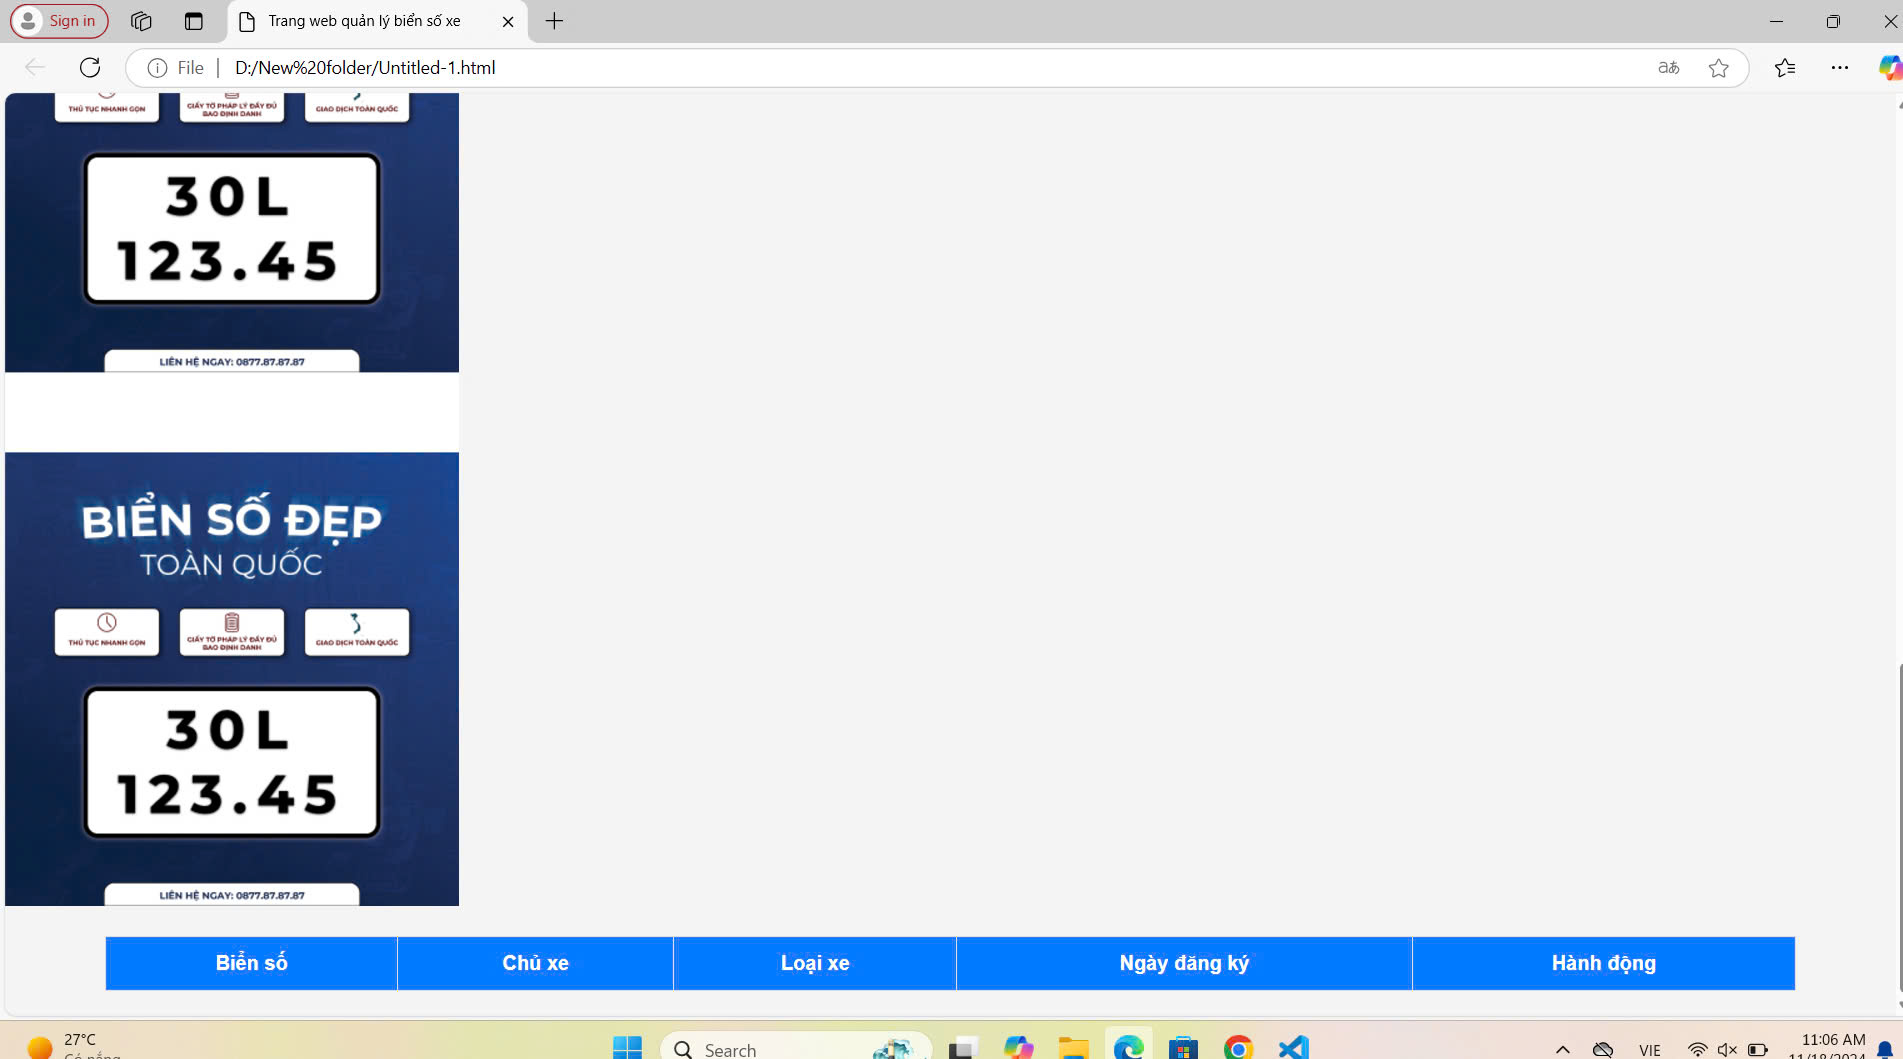 Sign in
Trang web quản lý biển số xe
File
D:/New%20folder/Untitled-1.html
aあ
THỦ TỤC NHANH GỌN
GIẤY TỜ PHÁP LÝ ĐẦY ĐỦ
BAO ĐỊNH DANH
GIAO DỊCH TOÀN QUỐC
30L
123.45
LIÊN HỆ NGAY: 0877.87.87.87
BIỂN SỐ ĐẸP
TOÀN QUỐC
THỦ TỤC NHANH GỌN
GIẤY TỜ PHÁP LÝ ĐẦY ĐỦ
BAO ĐỊNH DANH
GIAO DỊCH TOÀN QUỐC
30L
123.45
LIÊN HỆ NGAY: 0877.87.87.87
Biển số
Chủ xe
Loại xe
Ngày đăng ký
Hành động
27°C
Có nắng
Search
VIE
11:06 AM
11/18/2024